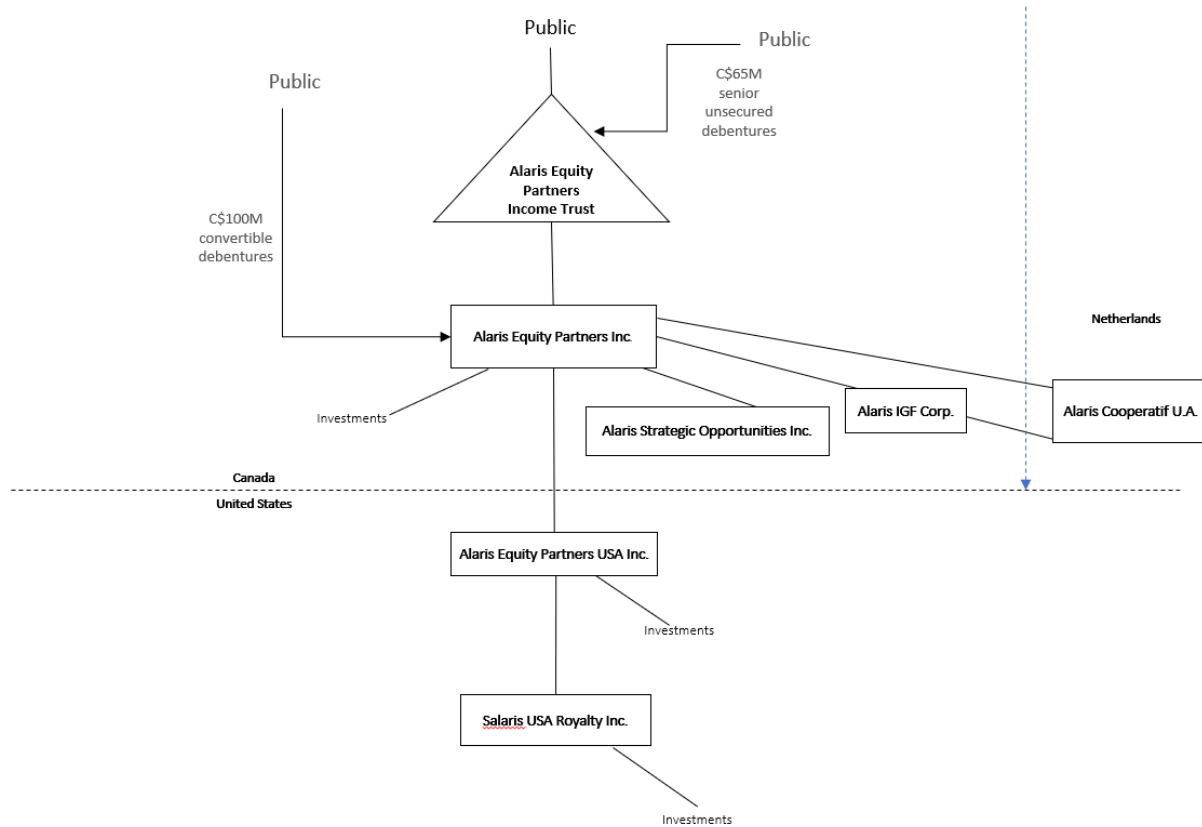 Public
Public
Public
C$65M
senior
unsecured
debentures
Alaris Equity
Partners
Income Trust
C$100M
convertible
debentures
Alaris Equity Partners Inc.
Netherlands
Investments
Alaris Strategic Opportunities Inc.
Alaris IGF Corp.
Alaris Cooperatif U.A.
Canada
United States
Alaris Equity Partners USA Inc.
Investments
Salaris USA Royalty Inc.
Investments